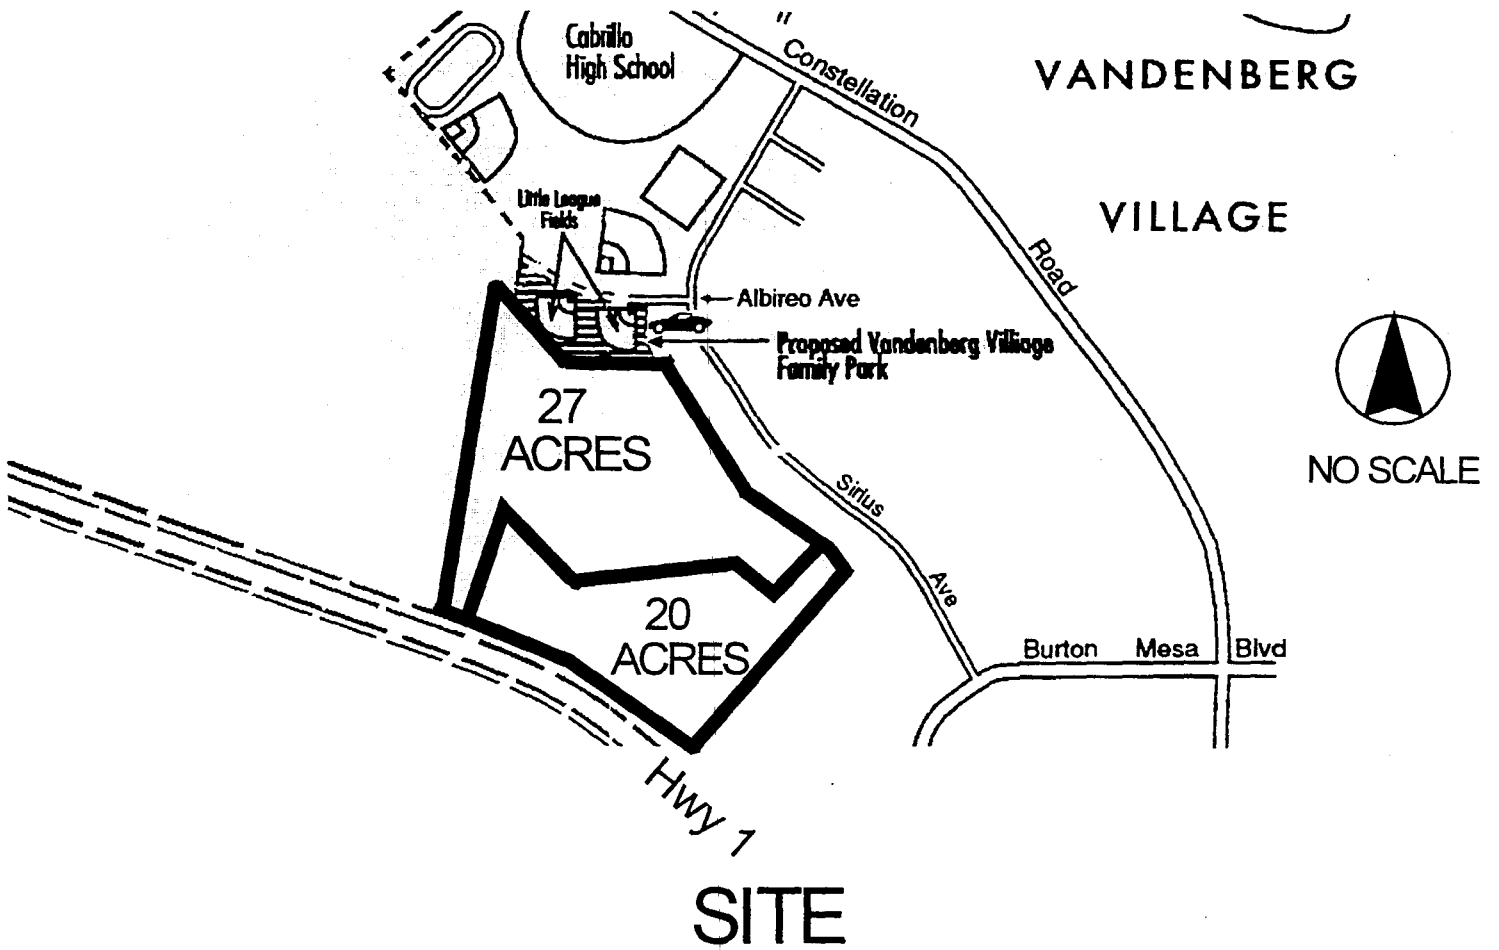 Cabrillo
High School
Constellation
Road
VANDENBERG
VILLAGE
Little League
Fields
Albireo Ave
Proposed Vandenberg Villiage
Family Park
27
ACRES
NO SCALE
Sirius
Ave
20
ACRES
Burton Mesa Blvd
Hwy 1
SITE